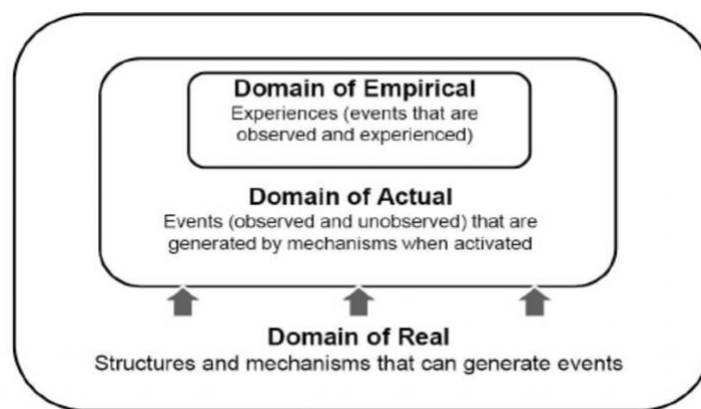 Domain of Empirical
Experiences (events that are
observed and experienced)
Domain of Actual
Events (observed and unobserved) that are
generated by mechanisms when activated
Domain of Real
Structures and mechanisms that can generate events